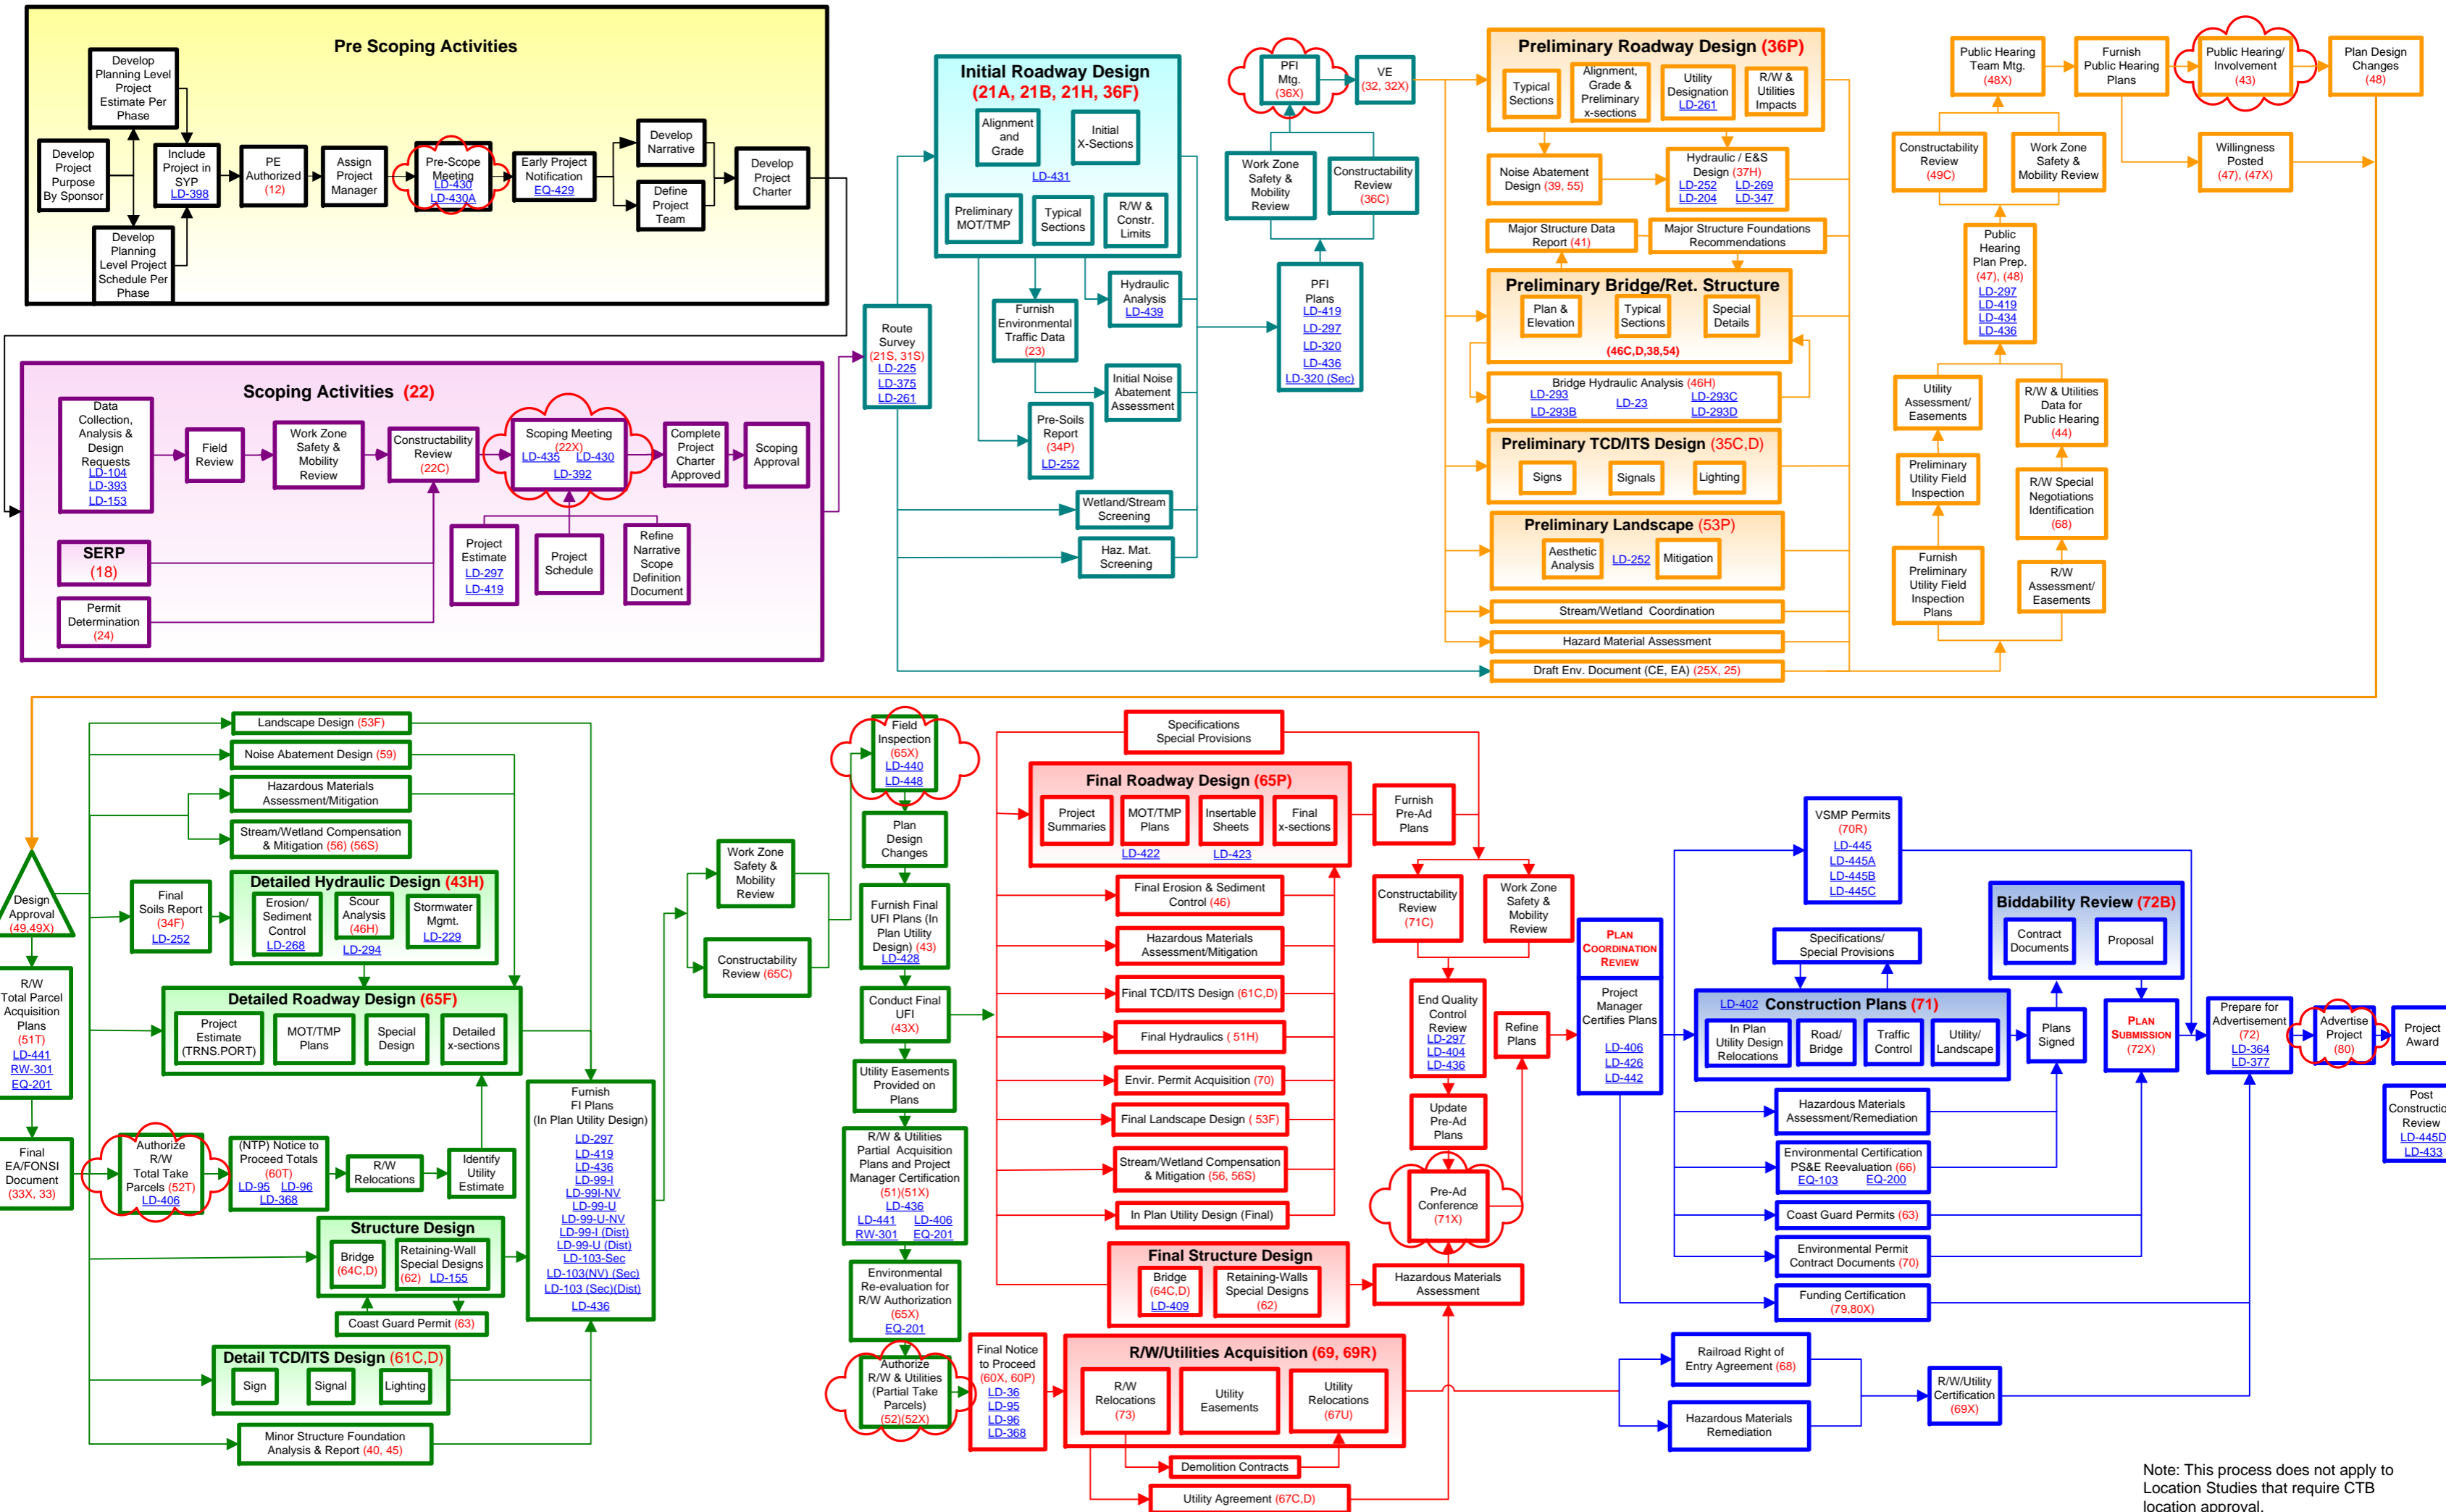 Pre Scoping Activities
Develop
Planning Level
Project
Estimate Per
Phase
Develop
Project
Purpose
By Sponsor
Include
Project in
SYP
LD-398
PE
Authorized
(12)
Assign
Project
Manager
Pre-Scope
Meeting
LD-430
LD-430A
Early Project
Notification
EQ-429
Develop
Narrative
Define
Project
Team
Develop
Project
Charter
Develop
Planning
Level Project
Schedule Per
Phase
Scoping Activities (22)
Data
Collection,
Analysis &
Design
Requests
LD-104
LD-393
LD-153
Field
Review
Work Zone
Safety &
Mobility
Review
Constructability
Review
(22C)
Scoping Meeting
(22X)
LD-435 LD-430
LD-392
Complete
Project
Charter
Approved
Scoping
Approval
SERP
(18)
Permit
Determination
(24)
Project
Estimate
LD-297
LD-419
Project
Schedule
Refine
Narrative
Scope
Definition
Document
Route
Survey
(21S, 31S)
LD-225
LD-375
LD-261
Initial Roadway Design
(21A, 21B, 21H, 36F)
Alignment
and
Grade
Initial
X-Sections
LD-431
Preliminary
MOT/TMP
Typical
Sections
R/W &
Constr.
Limits
Furnish
Environmental
Traffic Data
(23)
Hydraulic
Analysis
LD-439
Initial Noise
Abatement
Assessment
Pre-Soils
Report
(34P)
LD-252
Wetland/Stream
Screening
Haz. Mat.
Screening
PFI
Mtg.
(36X)
VE
(32, 32X)
Work Zone
Safety &
Mobility
Review
Constructability
Review
(36C)
PFI
Plans
LD-419
LD-297
LD-320
LD-436
LD-320 (Sec)
Preliminary Roadway Design (36P)
Typical
Sections
Alignment,
Grade &
Preliminary
x-sections
Utility
Designation
LD-261
R/W &
Utilities
Impacts
Noise Abatement
Design (39, 55)
Hydraulic / E&S
Design (37H)
LD-252 LD-269
LD-204 LD-347
Major Structure Data
Report (41)
Major Structure Foundations
Recommendations
Preliminary Bridge/Ret. Structure
Plan &
Elevation
Typical
Sections
Special
Details
(46C,D,38,54)
Bridge Hydraulic Analysis (46H)
LD-293 LD-23 LD-293C
LD-293B LD-293D
Preliminary TCD/ITS Design (35C,D)
Signs
Signals
Lighting
Preliminary Landscape (53P)
Aesthetic
Analysis
LD-252
Mitigation
Stream/Wetland Coordination
Hazard Material Assessment
Draft Env. Document (CE, EA) (25X, 25)
Public Hearing
Team Mtg.
(48X)
Furnish
Public Hearing
Plans
Public Hearing/
Involvement
(43)
Plan Design
Changes
(48)
Constructability
Review
(49C)
Work Zone
Safety &
Mobility Review
Willingness
Posted
(47), (47X)
Public
Hearing
Plan Prep.
(47), (48)
LD-297
LD-419
LD-434
LD-436
Utility
Assessment/
Easements
R/W & Utilities
Data for
Public Hearing
(44)
Preliminary
Utility Field
Inspection
R/W Special
Negotiations
Identification
(68)
Furnish
Preliminary
Utility Field
Inspection
Plans
R/W
Assessment/
Easements
Design
Approval
(49,49X)
R/W
Total Parcel
Acquisition
Plans
(51T)
LD-441
RW-301
EQ-201
Final
EA/FONSI
Document
(33X, 33)
Landscape Design (53F)
Noise Abatement Design (59)
Hazardous Materials
Assessment/Mitigation
Stream/Wetland Compensation
& Mitigation (56) (56S)
Final
Soils Report
(34F)
LD-252
Detailed Hydraulic Design (43H)
Erosion/
Sediment
Control
LD-268
Scour
Analysis
(46H)
LD-294
Stormwater
Mgmt.
LD-229
Detailed Roadway Design (65F)
Project
Estimate
(TRNS.PORT)
MOT/TMP
Plans
Special
Design
Detailed
x-sections
Authorize
R/W
Total Take
Parcels (52T)
LD-406
(NTP) Notice to
Proceed Totals
(60T)
LD-95 LD-96
LD-368
R/W
Relocations
Identify
Utility
Estimate
Structure Design
Bridge
(64C,D)
Retaining-Wall
Special Designs
(62) LD-155
Coast Guard Permit (63)
Detail TCD/ITS Design (61C,D)
Sign
Signal
Lighting
Minor Structure Foundation
Analysis & Report (40, 45)
Furnish
FI Plans
(In Plan Utility Design)
LD-297
LD-419
LD-436
LD-99-I
LD-99I-NV
LD-99-U
LD-99-U-NV
LD-99-I (Dist)
LD-99-U (Dist)
LD-103-Sec
LD-103(NV) (Sec)
LD-103 (Sec)(Dist)
LD-436
Work Zone
Safety &
Mobility
Review
Constructability
Review (65C)
Field
Inspection
(65X)
LD-440
LD-448
Plan
Design
Changes
Furnish Final
UFI Plans (In
Plan Utility
Design) (43)
LD-428
Conduct Final
UFI
(43X)
Utility Easements
Provided on
Plans
R/W & Utilities
Partial Acquisition
Plans and Project
Manager Certification
(51)(51X)
LD-436
LD-441 LD-406
RW-301 EQ-201
Environmental
Re-evaluation for
R/W Authorization
(65X)
EQ-201
Authorize
R/W & Utilities
(Partial Take
Parcels)
(52)(52X)
Specifications
Special Provisions
Final Roadway Design (65P)
Project
Summaries
MOT/TMP
Plans
Insertable
Sheets
Final
x-sections
LD-422 LD-423
Final Erosion & Sediment
Control (46)
Hazardous Materials
Assessment/Mitigation
Final TCD/ITS Design (61C,D)
Final Hydraulics ( 51H)
Envir. Permit Acquisition (70)
Final Landscape Design ( 53F)
Stream/Wetland Compensation
& Mitigation (56, 56S)
In Plan Utility Design (Final)
Final Structure Design
Bridge
(64C,D)
LD-409
Retaining-Walls
Special Designs
(62)
Final Notice
to Proceed
(60X, 60P)
LD-36
LD-95
LD-96
LD-368
R/W/Utilities Acquisition (69, 69R)
R/W
Relocations
(73)
Utility
Easements
Utility
Relocations
(67U)
Demolition Contracts
Utility Agreement (67C,D)
Furnish
Pre-Ad
Plans
Constructability
Review
(71C)
Work Zone
Safety &
Mobility
Review
End Quality
Control
Review
LD-297
LD-404
LD-436
Update
Pre-Ad
Plans
Pre-Ad
Conference
(71X)
Hazardous Materials
Assessment
Refine
Plans
PLAN
COORDINATION
REVIEW
Project
Manager
Certifies Plans
LD-406
LD-426
LD-442
VSMP Permits
(70R)
LD-445
LD-445A
LD-445B
LD-445C
Specifications/
Special Provisions
Biddability Review (72B)
Contract
Documents
Proposal
LD-402 Construction Plans (71)
In Plan
Utility Design
Relocations
Road/
Bridge
Traffic
Control
Utility/
Landscape
Plans
Signed
PLAN
SUBMISSION
(72X)
Prepare for
Advertisement
(72)
LD-364
LD-377
Advertise
Project
(80)
Project
Award
Post
Constructio
Review
LD-445D
LD-433
Hazardous Materials
Assessment/Remediation
Environmental Certification
PS&E Reevaluation (66)
EQ-103 EQ-200
Coast Guard Permits (63)
Environmental Permit
Contract Documents (70)
Funding Certification
(79,80X)
Railroad Right of
Entry Agreement (68)
Hazardous Materials
Remediation
R/W/Utility
Certification
(69X)
Note: This process does not apply to
Location Studies that require CTB
location approval.